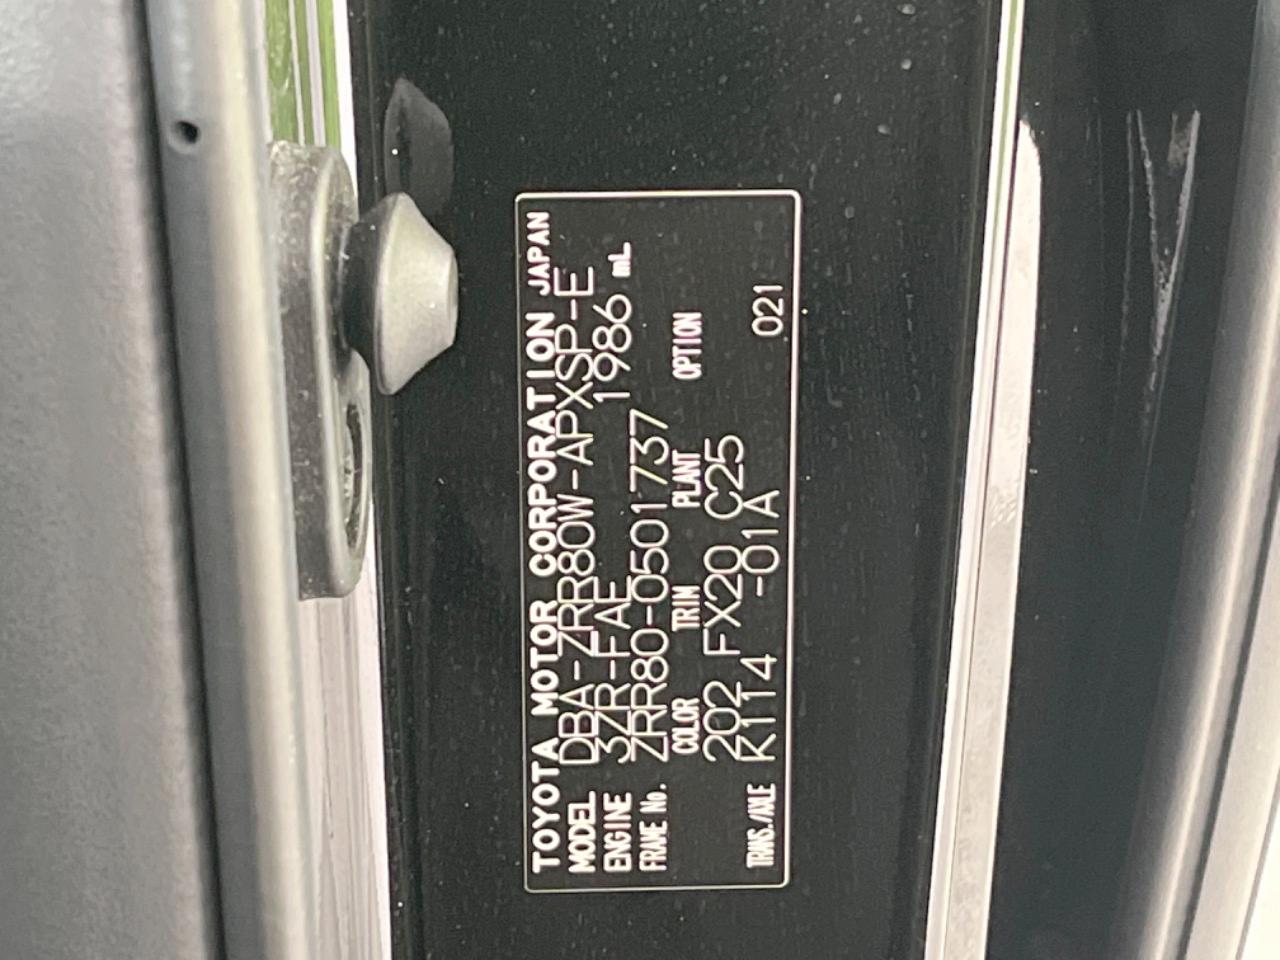 TOYOTA MOTOR CORPORATION JAPAN
MODEL DBA-ZRR80W-APXSP-E
ENGINE 3ZR-FAE 1986 mL
FRAME No. ZRR80-0501737
COLOR TRIM PLANT OPTION
202 FX20 C25
TRANS./AXLE K114 -01A 021